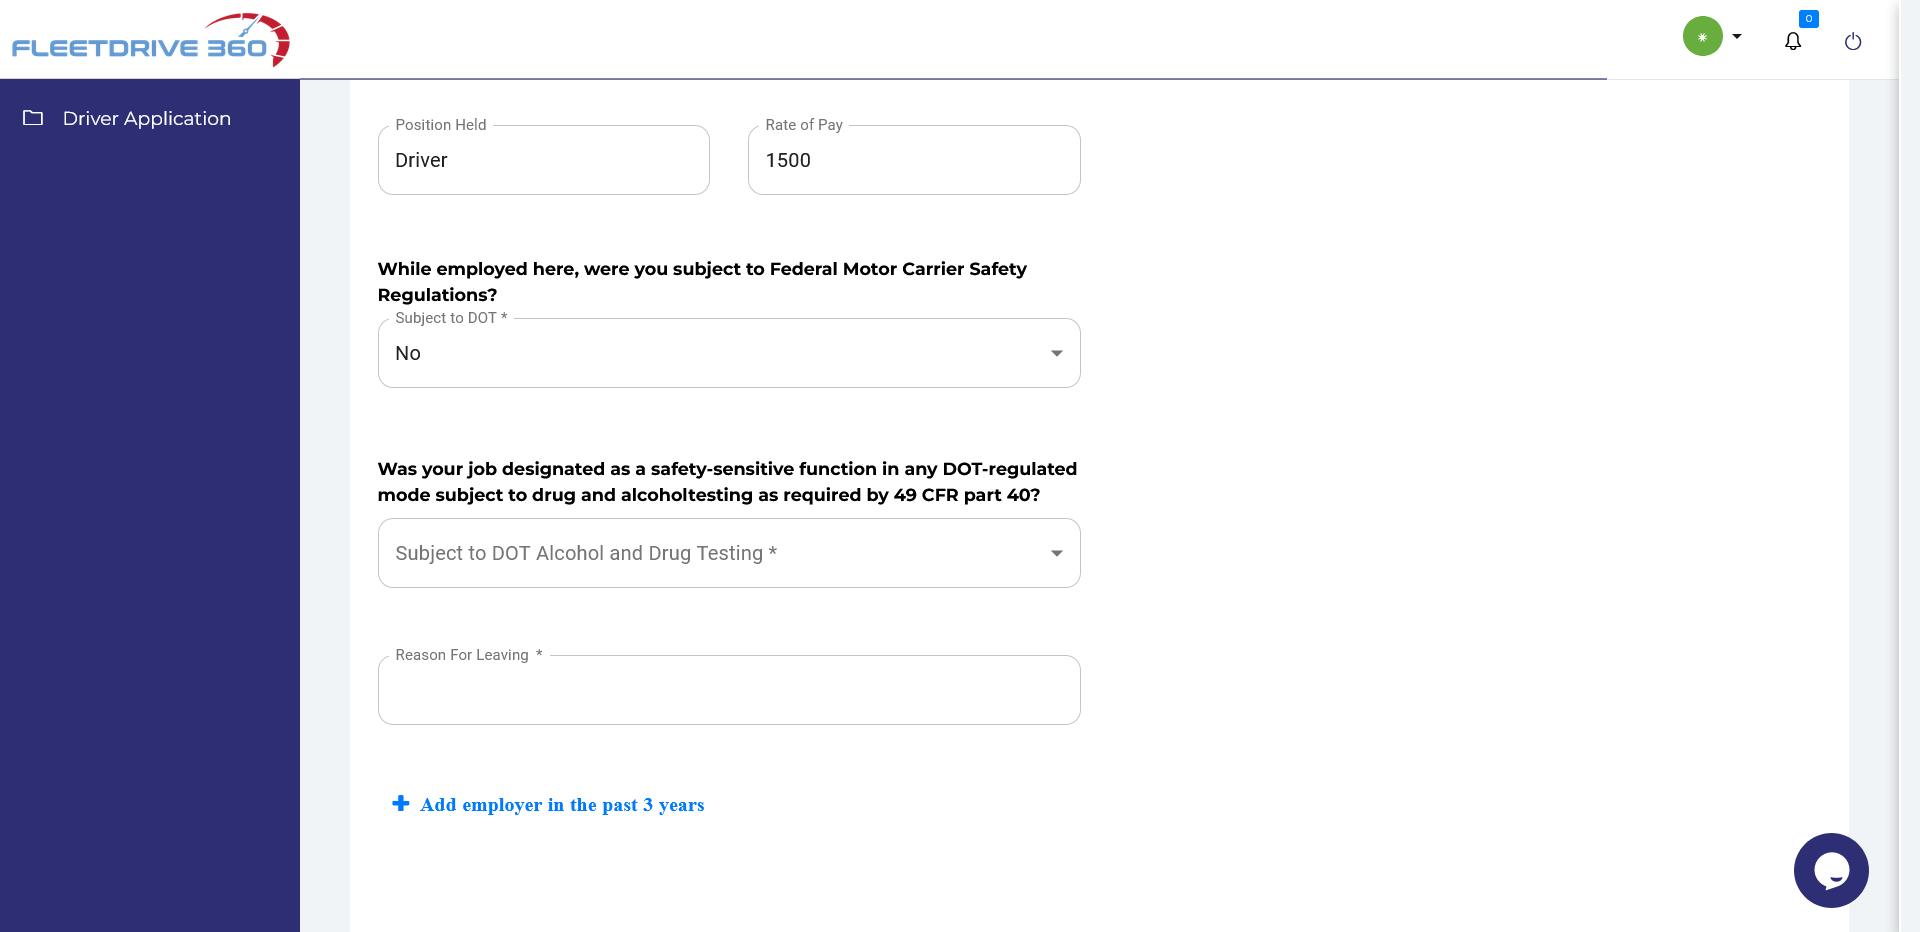 FLEETDRIVE 360
0
Driver Application
Position Held
Rate of Pay
Driver
1500
While employed here, were you subject to Federal Motor Carrier Safety
Regulations?
Subject to DOT *
No
Was your job designated as a safety-sensitive function in any DOT-regulated
mode subject to drug and alcoholtesting as required by 49 CFR part 40?
Subject to DOT Alcohol and Drug Testing *
Reason For Leaving *
Add employer in the past 3 years